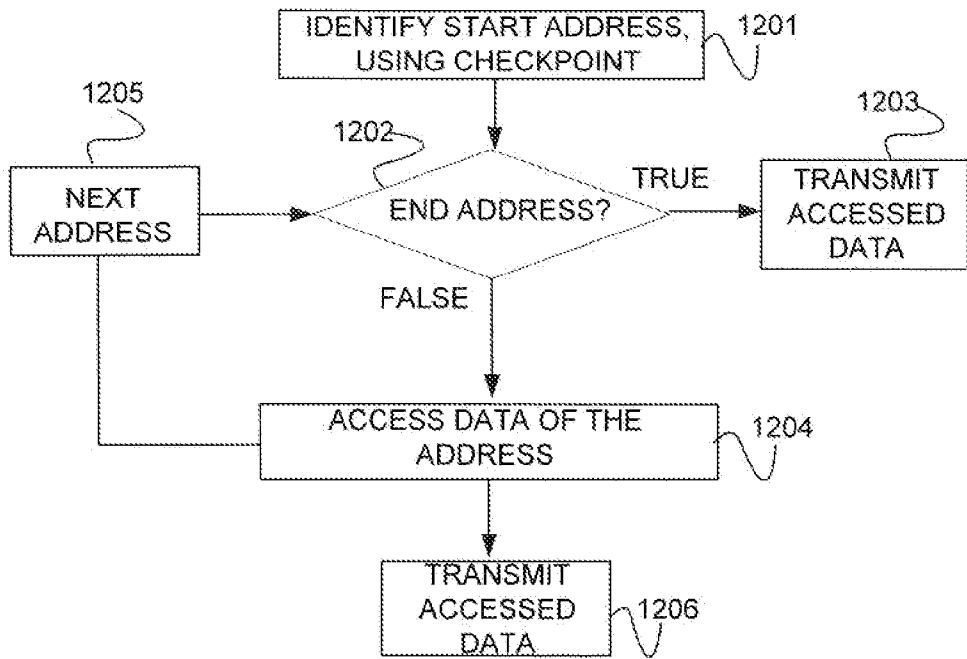 IDENTIFY START ADDRESS,
USING CHECKPOINT
1201
1205
1202
1203
NEXT
ADDRESS
END ADDRESS?
TRUE
TRANSMIT
ACCESSED
DATA
FALSE
ACCESS DATA OF THE
ADDRESS
1204
TRANSMIT
ACCESSED
DATA
1206